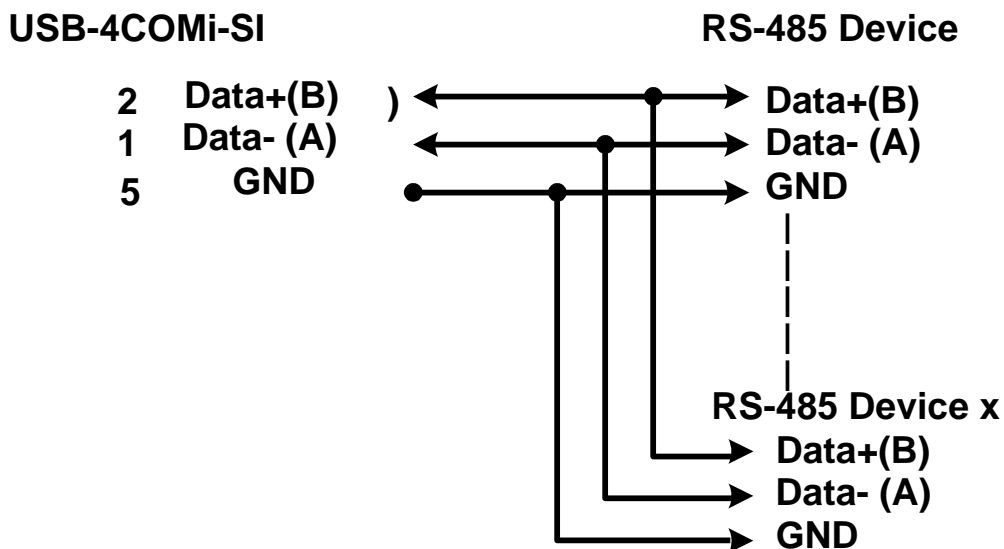 USB-4COMi-SI RS-485 Device
2 Data+(B) ) Data+(B)
1 Data- (A) Data- (A)
5 GND GND
RS-485 Device x
Data+(B)
Data- (A)
GND